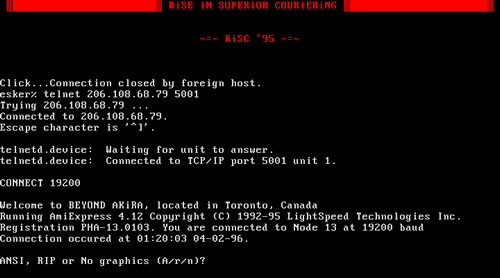 RiSE IN SUPERiOR COURiERiNG
-=- RiSC '95 -=-
Click...Connection closed by foreign host.
esker% telnet 206.108.68.79 5001
Trying 206.108.68.79 ...
Connected to 206.108.68.79.
Escape character is '^]'.
telnetd.device:  Waiting for unit to answer.
telnetd.device:  Connected to TCP/IP port 5001 unit 1.
CONNECT 19200
Welcome to BEYOND AKiRA, located in Toronto, Canada
Running AmiExpress 4.12 Copyright (C) 1992-95 LightSpeed Technologies Inc.
Registration PHA-13.0103. You are connected to Node 13 at 19200 baud
Connection occured at 01:20:03 04-02-96.
ANSI, RIP or No graphics (A/r/n)?